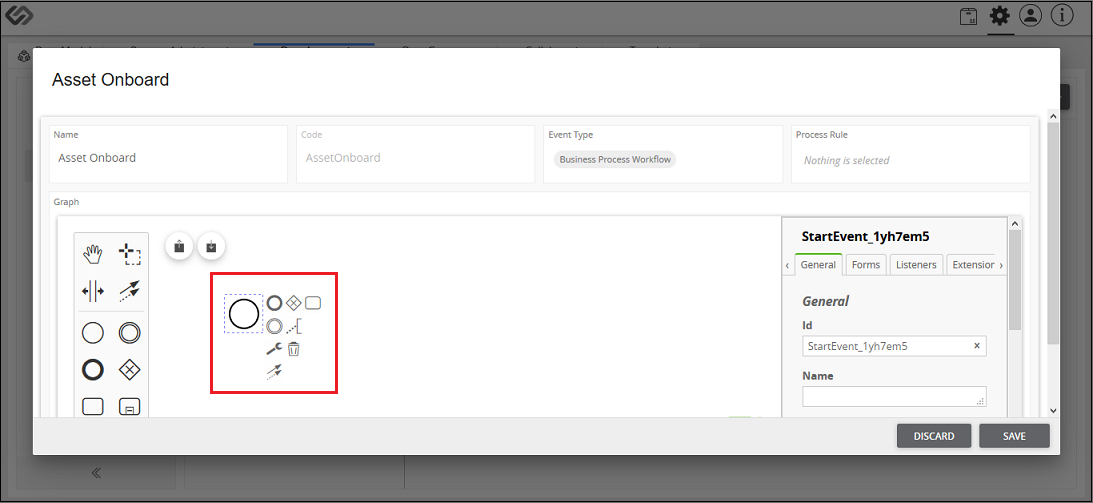 Asset Onboard
Name
Asset Onboard
Code
AssetOnboard
Event Type
Business Process Workflow
Process Rule
Nothing is selected
Graph
StartEvent_1yh7em5
General Forms Listeners Extension
General
Id
StartEvent_1yh7em5
Name
DISCARD SAVE